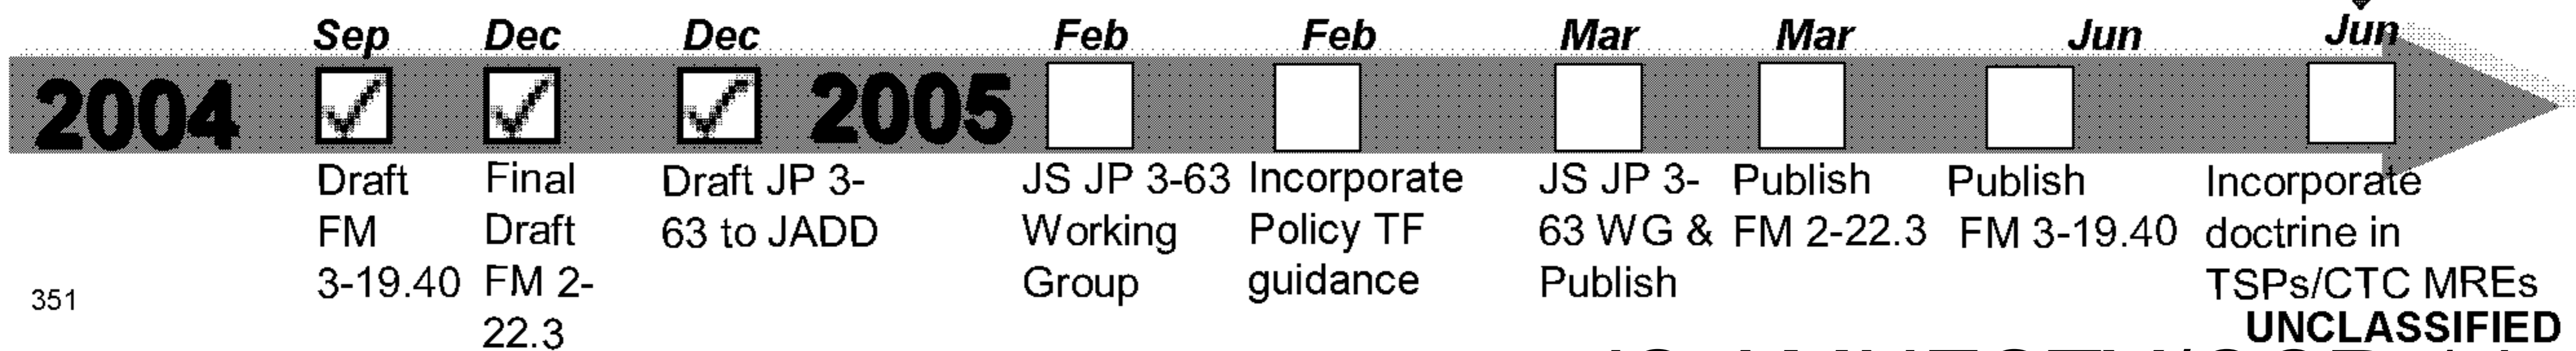 Sep Dec Dec Feb Feb Mar Mar Jun Jun
2004 2005
Draft
FM
3-19.40
Final
Draft
FM 2-
22.3
Draft JP 3-
63 to JADD
JS JP 3-63
Working
Group
Incorporate
Policy TF
guidance
JS JP 3-
63 WG &
Publish
Publish
FM 2-22.3
Publish
FM 3-19.40
Incorporate
doctrine in
TSPs/CTC MREs
351
UNCLASSIFIED